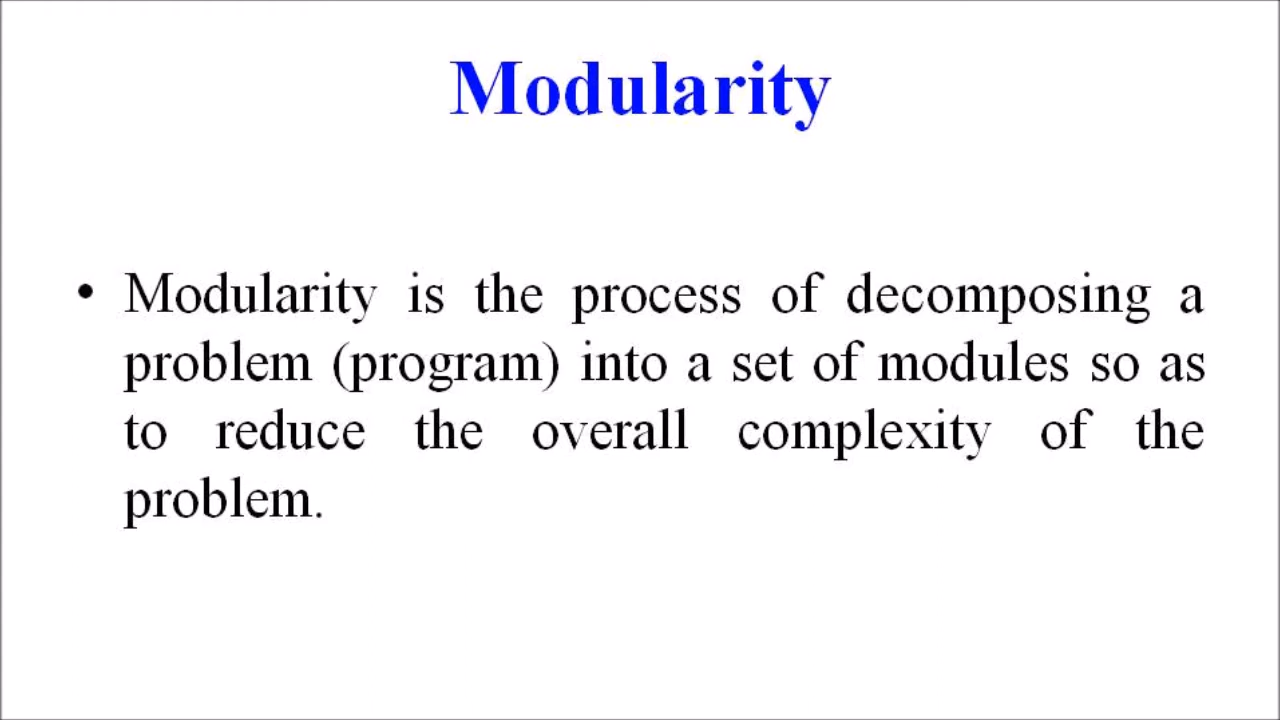 Modularity
• Modularity is the process of decomposing a
problem (program) into a set of modules so as
to reduce the overall complexity of the
problem.